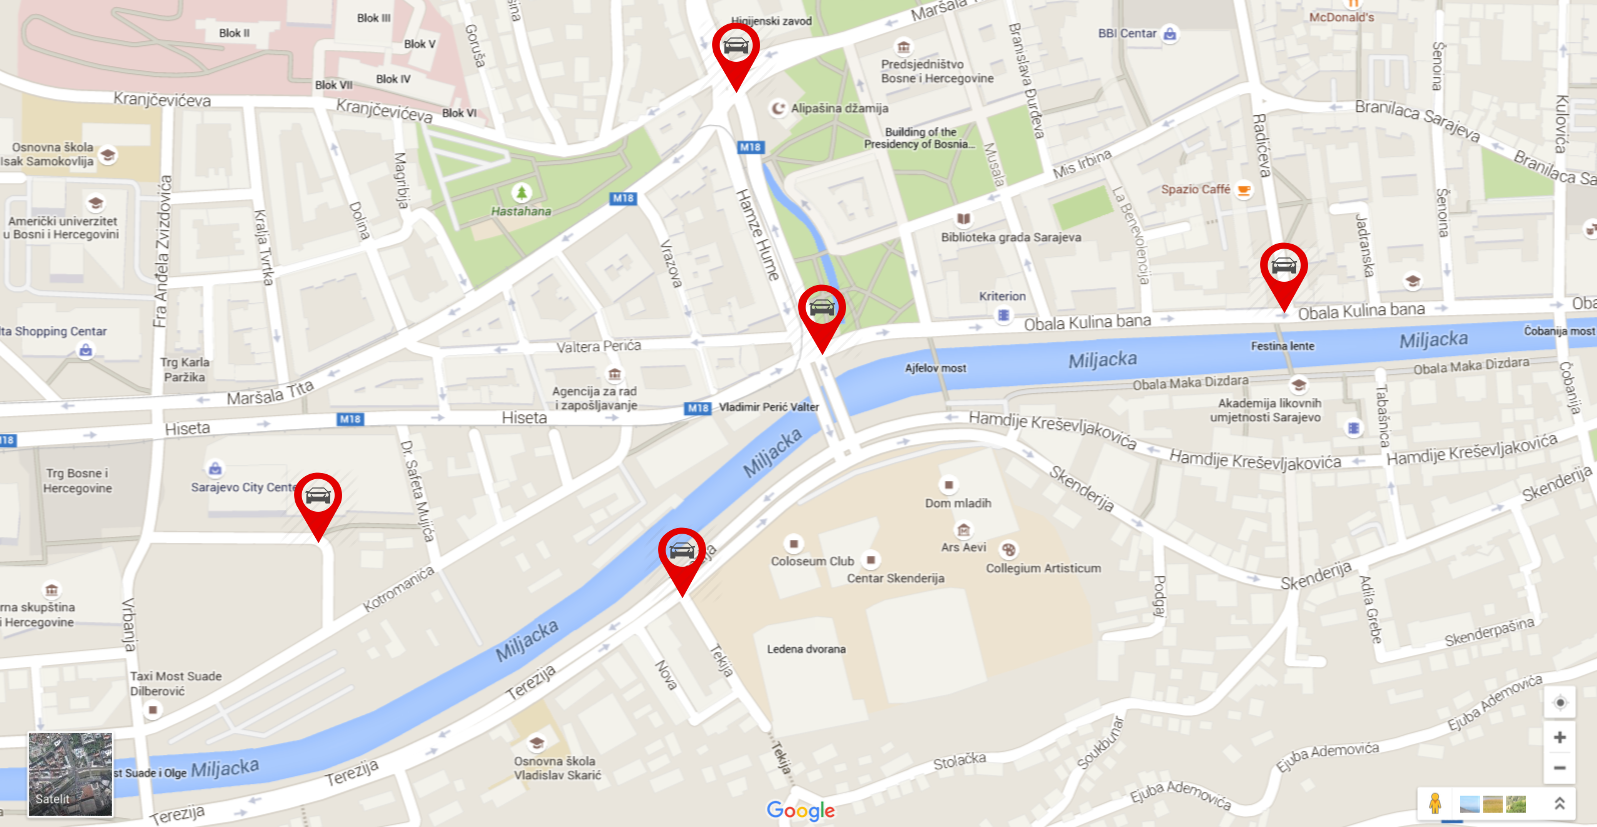 Blok III
Blok II
Blok V
Blok IV
Blok VII
Blok VI
Goruša
Higijenski zavod
Maršala
McDonald's
BBI Centar
Predsjedništvo
Bosne i Hercegovine
Branislava Đurđeva
Šenoina
Kulovića
Kranjčevićeva
Kranjčevićeva
Alipašina džamija
Building of the
Presidency of Bosnia...
Branilaca Sarajeva
Branilaca Sa
Radićeva
M18
Osnovna škola
Isak Samokovlija
Magribija
Hastahana
M18
Musala
Mis Irbina
Spazio Caffé
La Benevolencija
Američki univerzitet
u Bosni i Hercegovini
Fra Anđela Zvizdovića
Kralja Tvrtka
Dolina
Vrazova
Hamze Hume
Biblioteka grada Sarajeva
Jadranska
Šenoina
Kriterion
Obala Kulina bana
Obala Kulina bana
Oba
lta Shopping Centar
Trg Karla
Paržika
Valtera Perića
Miljacka
Miljacka
Festina lente
Čobanija most
Ajfelov most
Obala Maka Dizdara
Obala Maka Dizdara
Čobanija
Maršala Tita
Agencija za rad
i zapošljavanje
M18
Vladimir Perić Valter
Akademija likovnih
umjetnosti Sarajevo
Tabašnica
M18
Hiseta
Hiseta
M18
Hamdije Kreševljakovića
Hamdije Kreševljakovića
Hamdije Kreševljakovića
Miljacka
Trg Bosne i
Hercegovine
Sarajevo City Cente
Dr. Safeta Mujića
Skenderija
Skenderija
Dom mladih
Ars Aevi
Coloseum Club
Centar Skenderija
Collegium Artisticum
Skenderija
Podgaj
Adila Grebe
Kotromanića
rna skupština
i Hercegovine
Vrbanja
Miljacka
Skenderpašina
Ledena dvorana
Tekija
Nova
Terezija
Taxi Most Suade
Dilberović
Ejuba Ademovića
Ejuba Ademovića
Ejuba Ademovića
Soukbunar
Stolačka
Tekija
Osnovna škola
Vladislav Skarić
st Suade i Olge
Miljacka
Terezija
Terezija
Satelit
Google